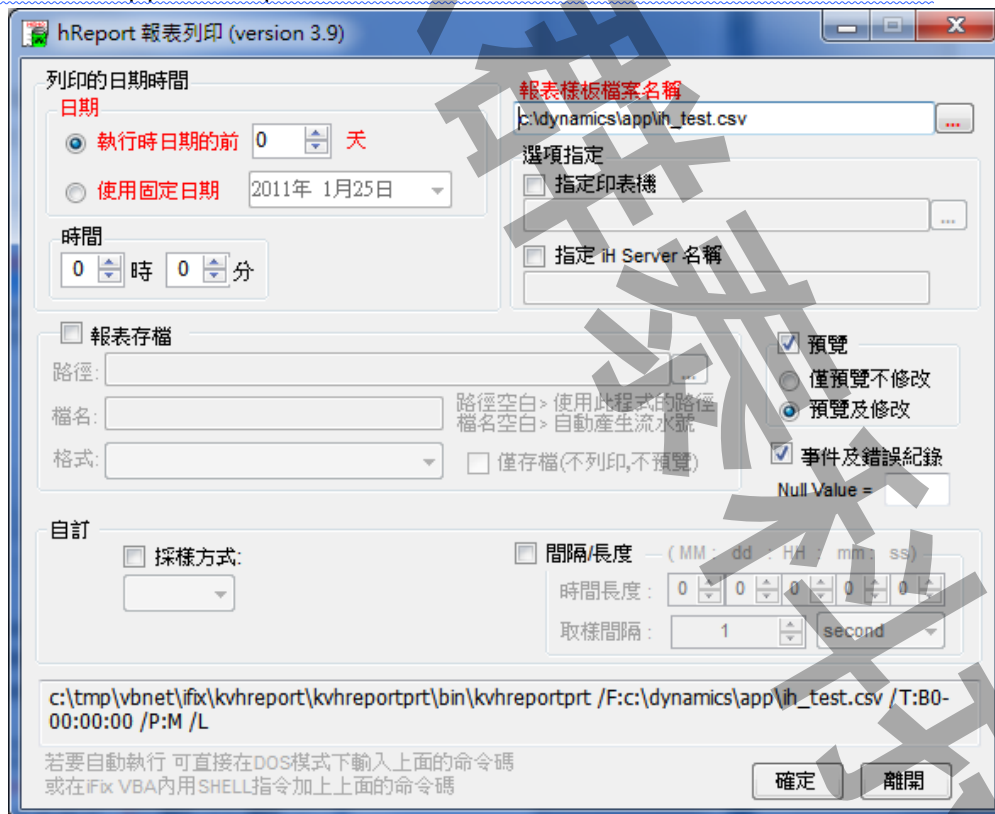 hReport 報表列印 (version 3.9)
列印的日期時間
日期
執行時日期的前 0 天
使用固定日期 2011年 1月25日
時間
0 時 0 分
報表樣板檔案名稱
c:\dynamics\app\ih_test.csv
...
選項指定
指定印表機
...
指定 iH Server 名稱
報表存檔
路徑:
...
檔名:
路徑空白> 使用此程式的路徑
檔名空白> 自動產生流水號
格式:
僅存檔(不列印,不預覽)
預覽
僅預覽不修改
預覽及修改
事件及錯誤紀錄
Null Value =
自訂
採樣方式:
間隔/長度 (MM : dd : HH : mm : ss)
時間長度 : 0 0 0 0 0
取樣間隔 : 1 second
c:\tmp\vbnet\ifix\kvhreport\kvhreportprt\bin\kvhreportprt /F:c:\dynamics\app\ih_test.csv /T:B0-
00:00:00 /P:M /L
若要自動執行 可直接在DOS模式下輸入上面的命令碼
或在iFix VBA內用SHELL指令加上上面的命令碼
確定
離開